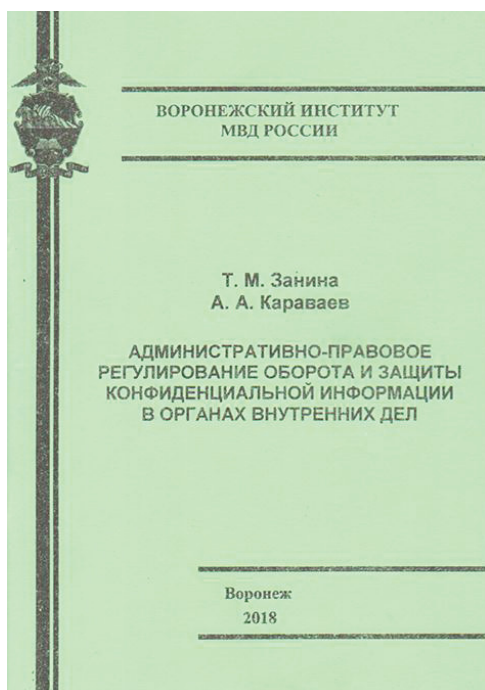 ВОРОНЕЖСКИЙ ИНСТИТУТ
МВД РОССИИ
Т. М. Занина
А. А. Караваев
АДМИНИСТРАТИВНО-ПРАВОВОЕ
РЕГУЛИРОВАНИЕ ОБОРОТА И ЗАЩИТЫ
КОНФИДЕНЦИАЛЬНОЙ ИНФОРМАЦИИ
В ОРГАНАХ ВНУТРЕННИХ ДЕЛ
Воронеж
2018